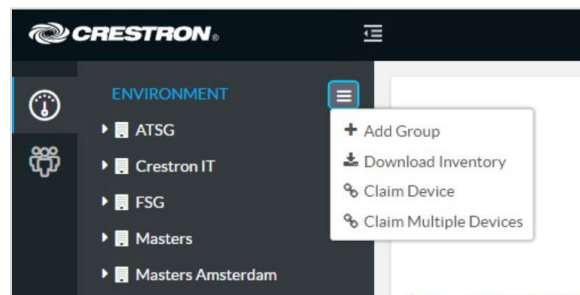 CRESTRON®
ENVIRONMENT
ATSG
Crestron IT
FSG
Masters
Masters Amsterdam
Add Group
Download Inventory
Claim Device
Claim Multiple Devices